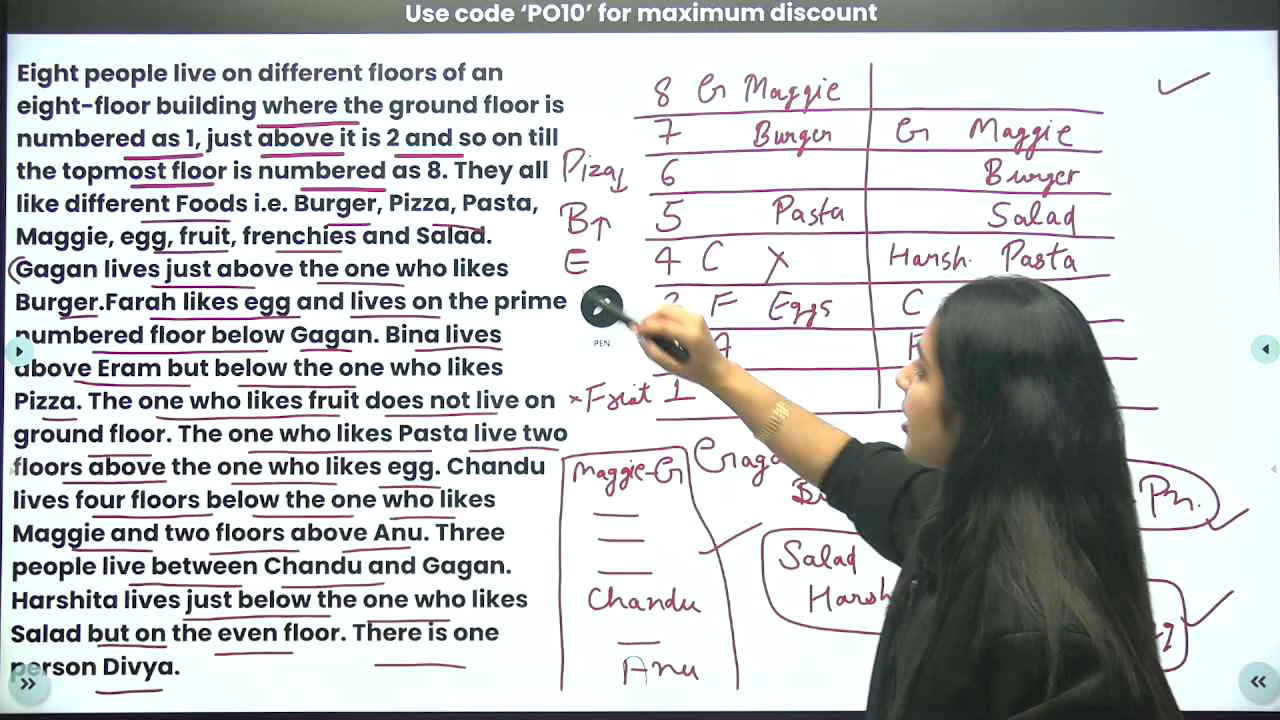 Use code ‘PO10’ for maximum discount
Eight people live on different floors of an
eight-floor building where the ground floor is
numbered as 1, just above it is 2 and so on till
the topmost floor is numbered as 8. They all
like different Foods i.e. Burger, Pizza, Pasta,
Maggie, egg, fruit, frenchies and Salad.
(Gagan lives just above the one who likes
Burger.Farah likes egg and lives on the prime
numbered floor below Gagan. Bina lives
above Eram but below the one who likes
Pizza. The one who likes fruit does not live on
ground floor. The one who likes Pasta live two
floors above the one who likes egg. Chandu
lives four floors below the one who likes
Maggie and two floors above Anu. Three
people live between Chandu and Gagan.
Harshita lives just below the one who likes
Salad but on the even floor. There is one
person Divya.
8 G Maggie
7 Burger G Maggie
Pizza↓ 6 Burger
B↑ 5 Pasta Salad
E 4 C X Harsh. Pasta
F Eggs C
PEN
A
×Fruit 1
Maggie-G
Chandu
Anu
Salad
Harsh
Pn.